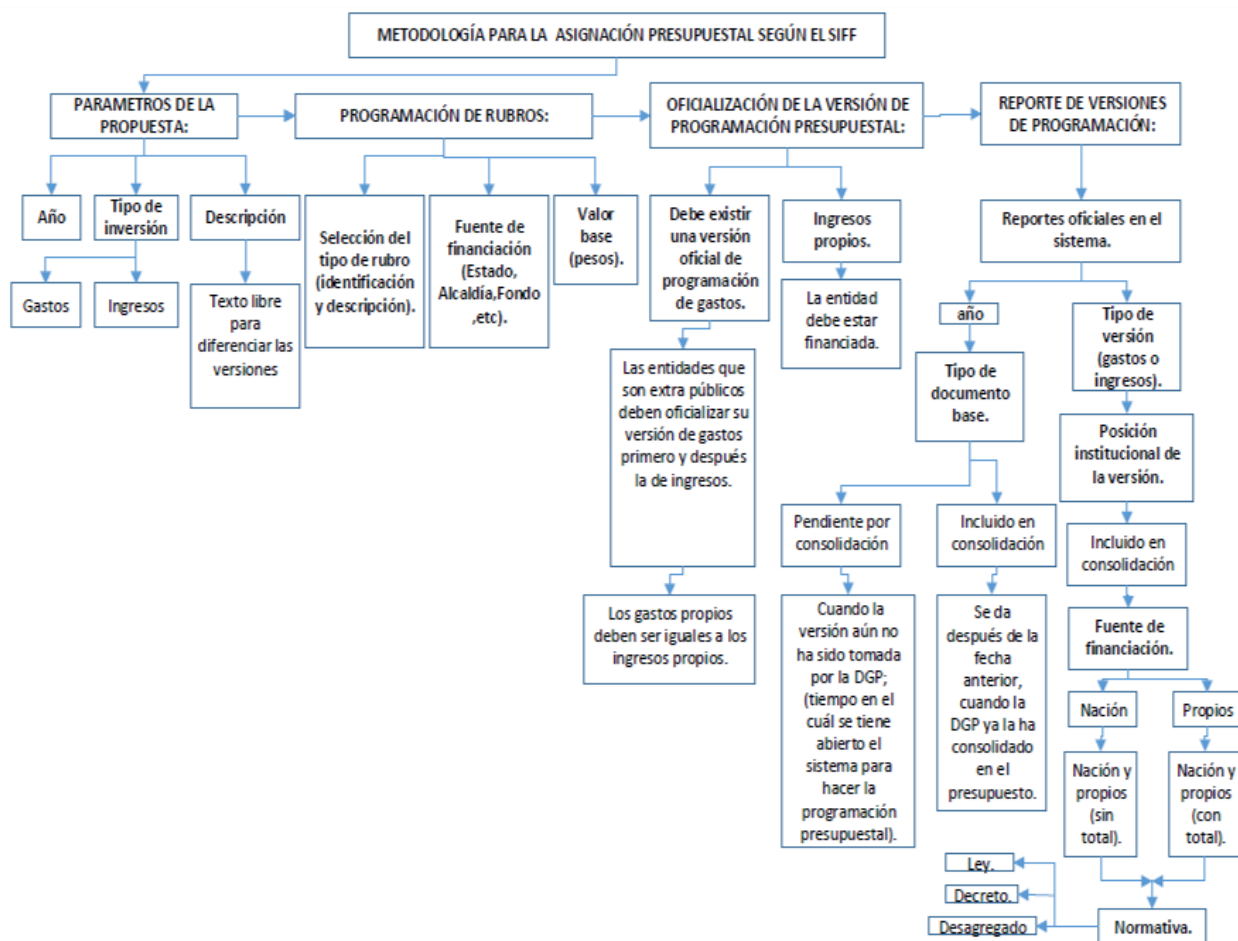 METODOLOGÍA PARA LA ASIGNACIÓN PRESUPUESTAL SEGÚN EL SIFF
PARAMETROS DE LA
PROPUESTA:
PROGRAMACIÓN DE RUBROS:
OFICIALIZACIÓN DE LA VERSIÓN DE
PROGRAMACIÓN PRESUPUESTAL:
REPORTE DE VERSIONES
DE PROGRAMACIÓN:
Año
Tipo de
inversión
Descripción
Gastos
Ingresos
Texto libre
para
diferenciar las
versiones
Selección del
tipo de rubro
(identificación
y descripción).
Fuente de
financiación
(Estado,
Alcaldía,Fondo
,etc).
Valor
base
(pesos).
Debe existir
una versión
oficial de
programación
de gastos.
Ingresos
propios.
La entidad
debe estar
financiada.
Las entidades que
son extra públicos
deben oficializar su
versión de gastos
primero y después
la de ingresos.
Los gastos propios
deben ser iguales a los
ingresos propios.
Reportes oficiales en el
sistema.
año
Tipo de
documento
base.
Pendiente por
consolidación
Incluido en
consolidación
Cuando la
versión aún no
ha sido tomada
por la DGP;
(tiempo en el
cuál se tiene
abierto el
sistema para
hacer la
programación
presupuestal).
Se da
después de la
fecha
anterior,
cuando la
DGP ya la ha
consolidado
en el
presupuesto.
Tipo de
versión
(gastos o
ingresos).
Posición
institucional de
la versión.
Incluido en
consolidación
Fuente de
financiación.
Nación
Propios
Nación y
propios
(sin
total).
Nación y
propios
(con
total).
Normativa.
Ley.
Decreto.
Desagregado